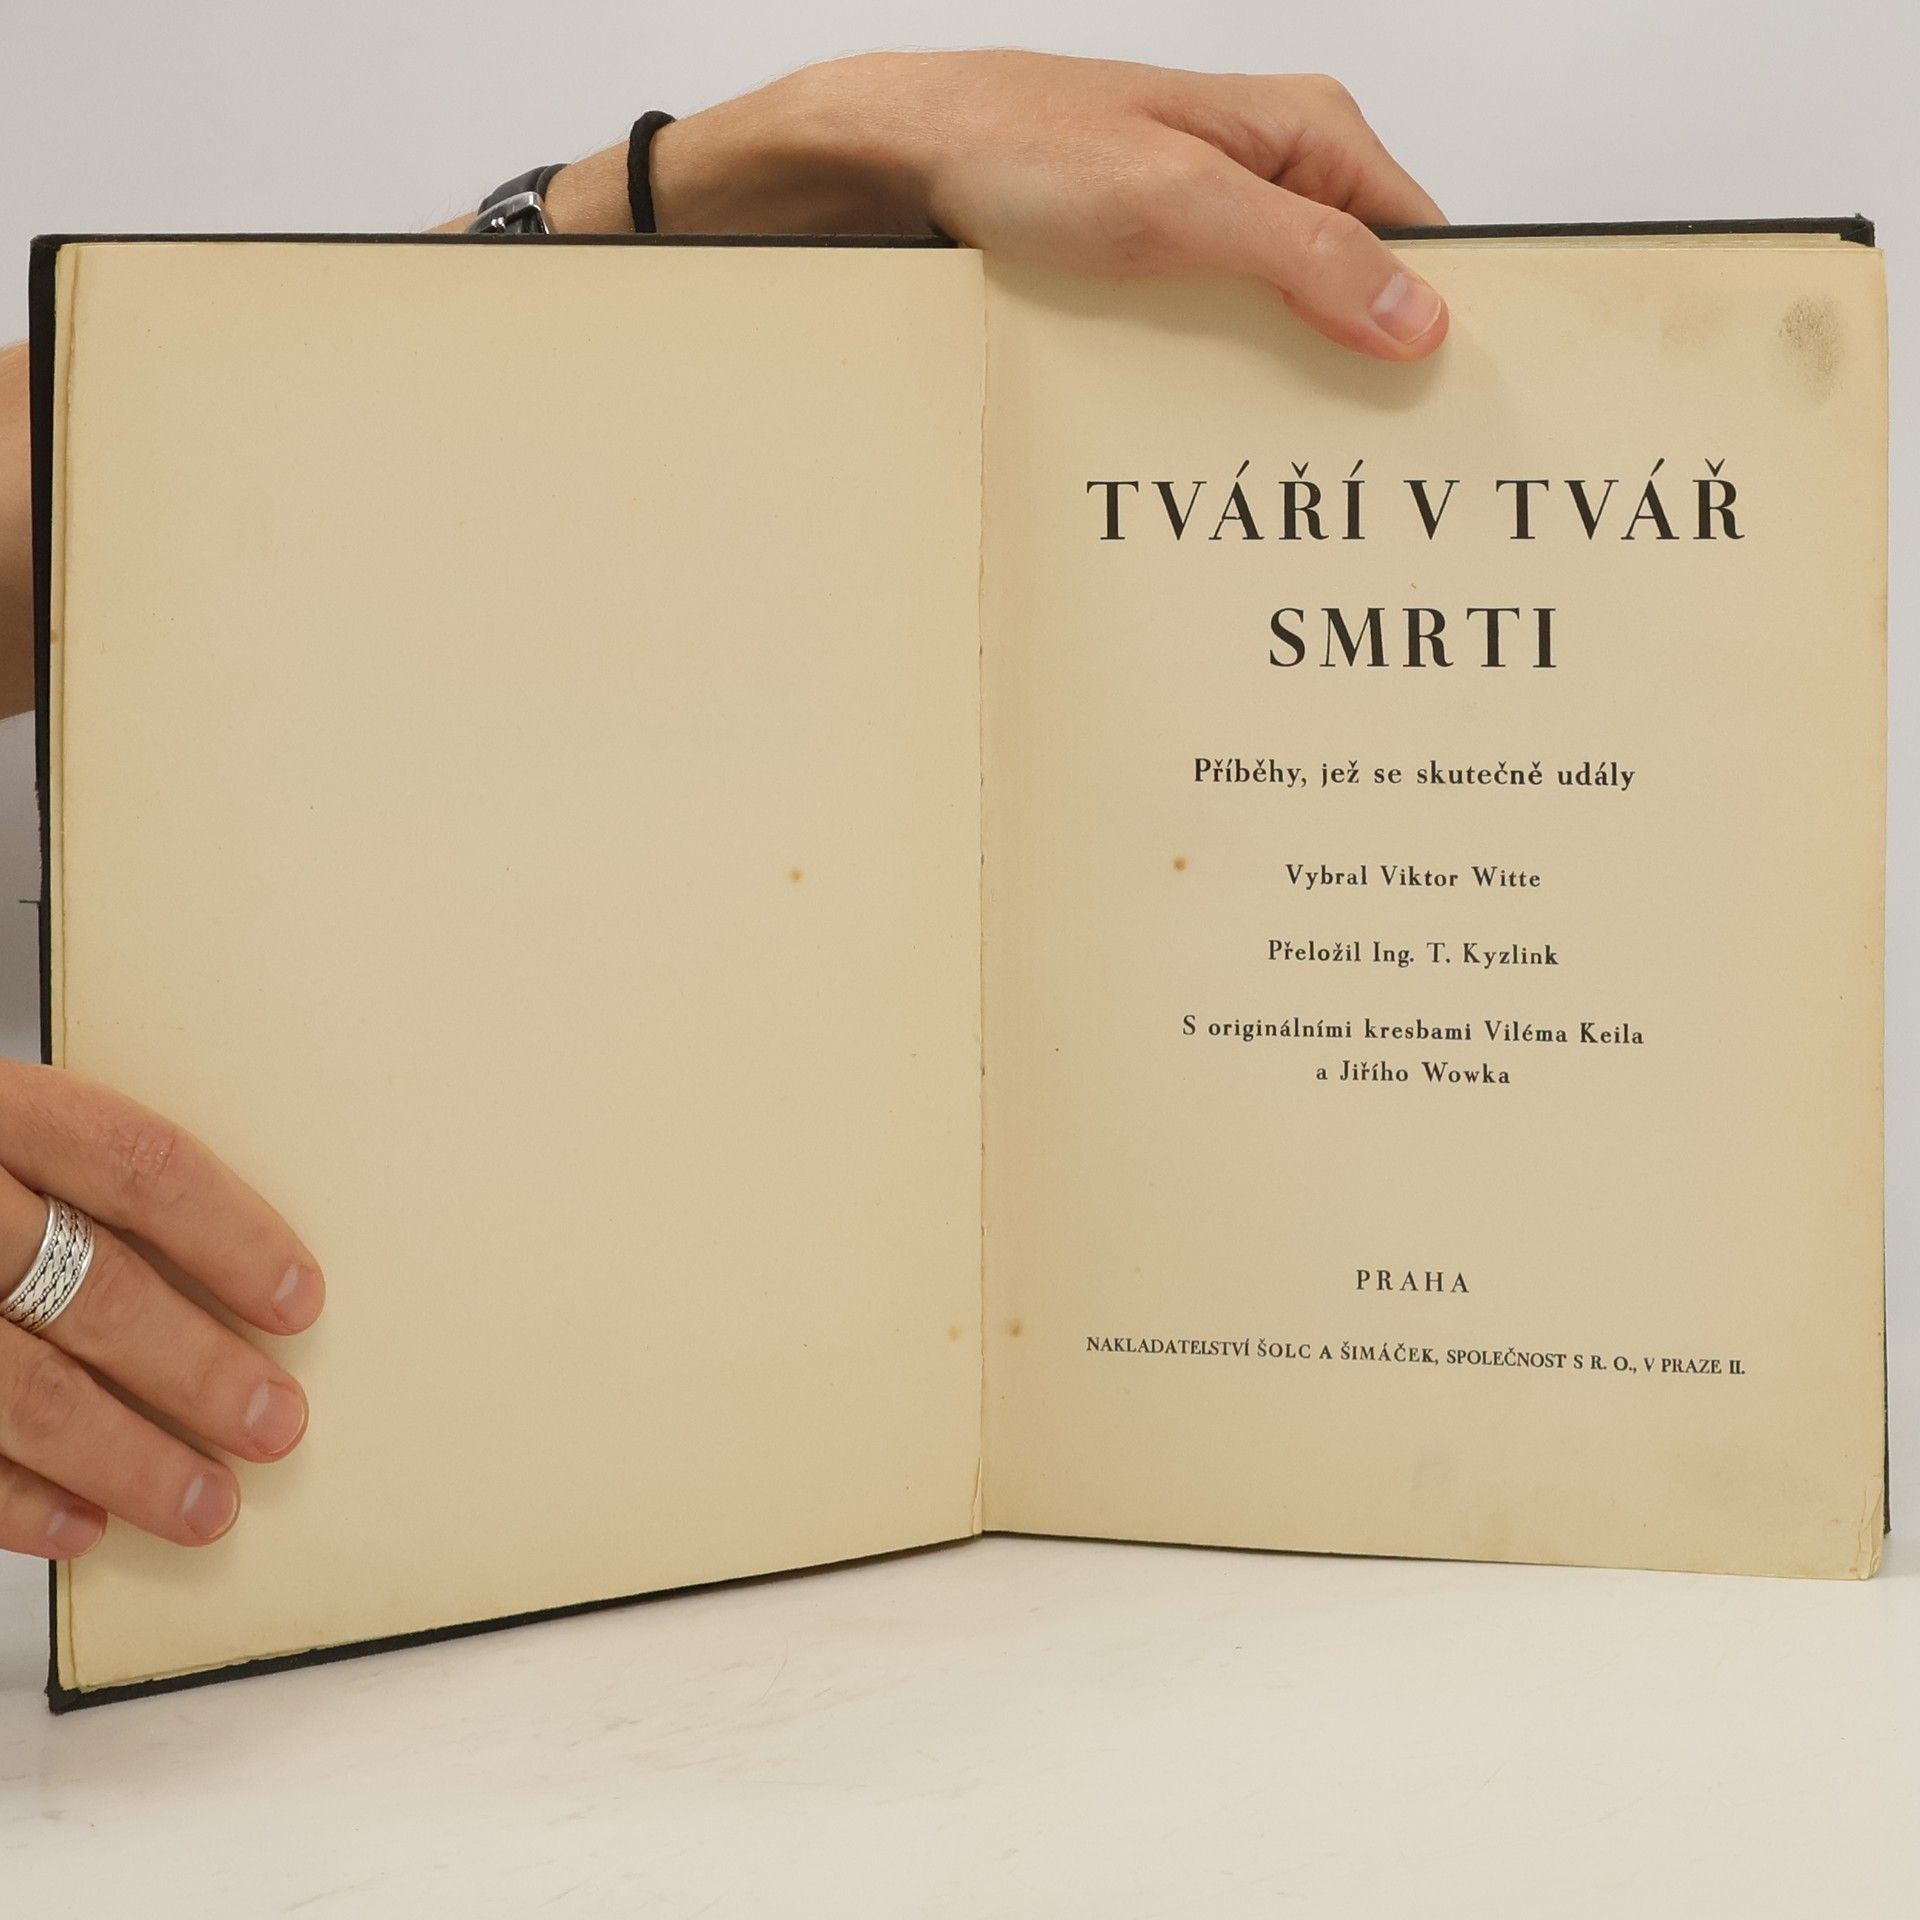 TVÁŘÍ V TVÁŘ
SMRTI
Příběhy, jež se skutečně udály
Vybral Viktor Witte
Přeložil Ing. T. Kyzlink
S originálními kresbami Viléma Keila
a Jiřího Wowka
PRAHA
NAKLADATELSTVÍ ŠOLC A ŠIMÁČEK, SPOLEČNOST S R. O., V PRAZE II.